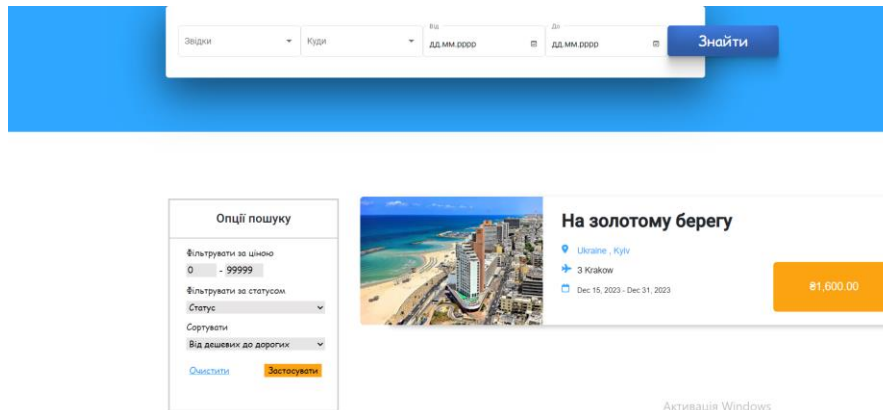 Звідки
Куди
Від
дд.мм.рррр
До
дд.мм.рррр
Знайти
Опції пошуку
Фільтрувати за ціною
0 - 99999
Фільтрувати за статусом
Статус
Сортувати
Від дешевих до дорогих
Очистити Застосувати
На золотому берегу
Ukraine , Kyiv
З Krakow
Dec 15, 2023 - Dec 31, 2023
₴1,600.00
Активація Windows